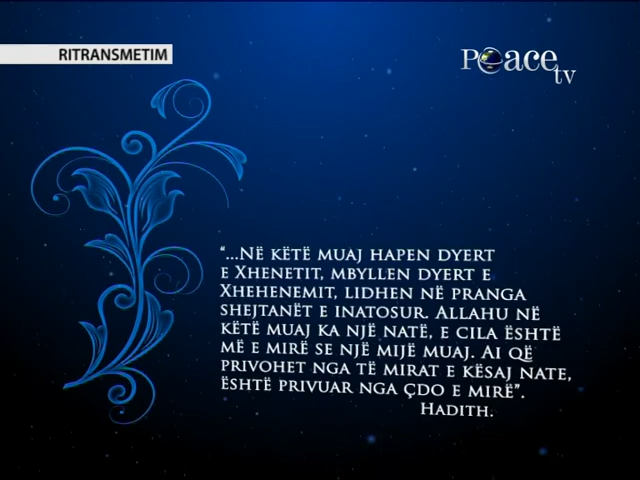 RITRANSMETIM
Peace
tv
“...Në këtë muaj hapen dyert
e Xhenetit, mbyllen dyert e
Xhehenemit, lidhen në pranga
shejtanët e inatosur. Allahu në
këtë muaj ka një natë, e cila është
më e mirë se një mijë muaj. Ai që
privohet nga të mirat e kësaj nate,
është privuar nga çdo e mirë”.
Hadith.